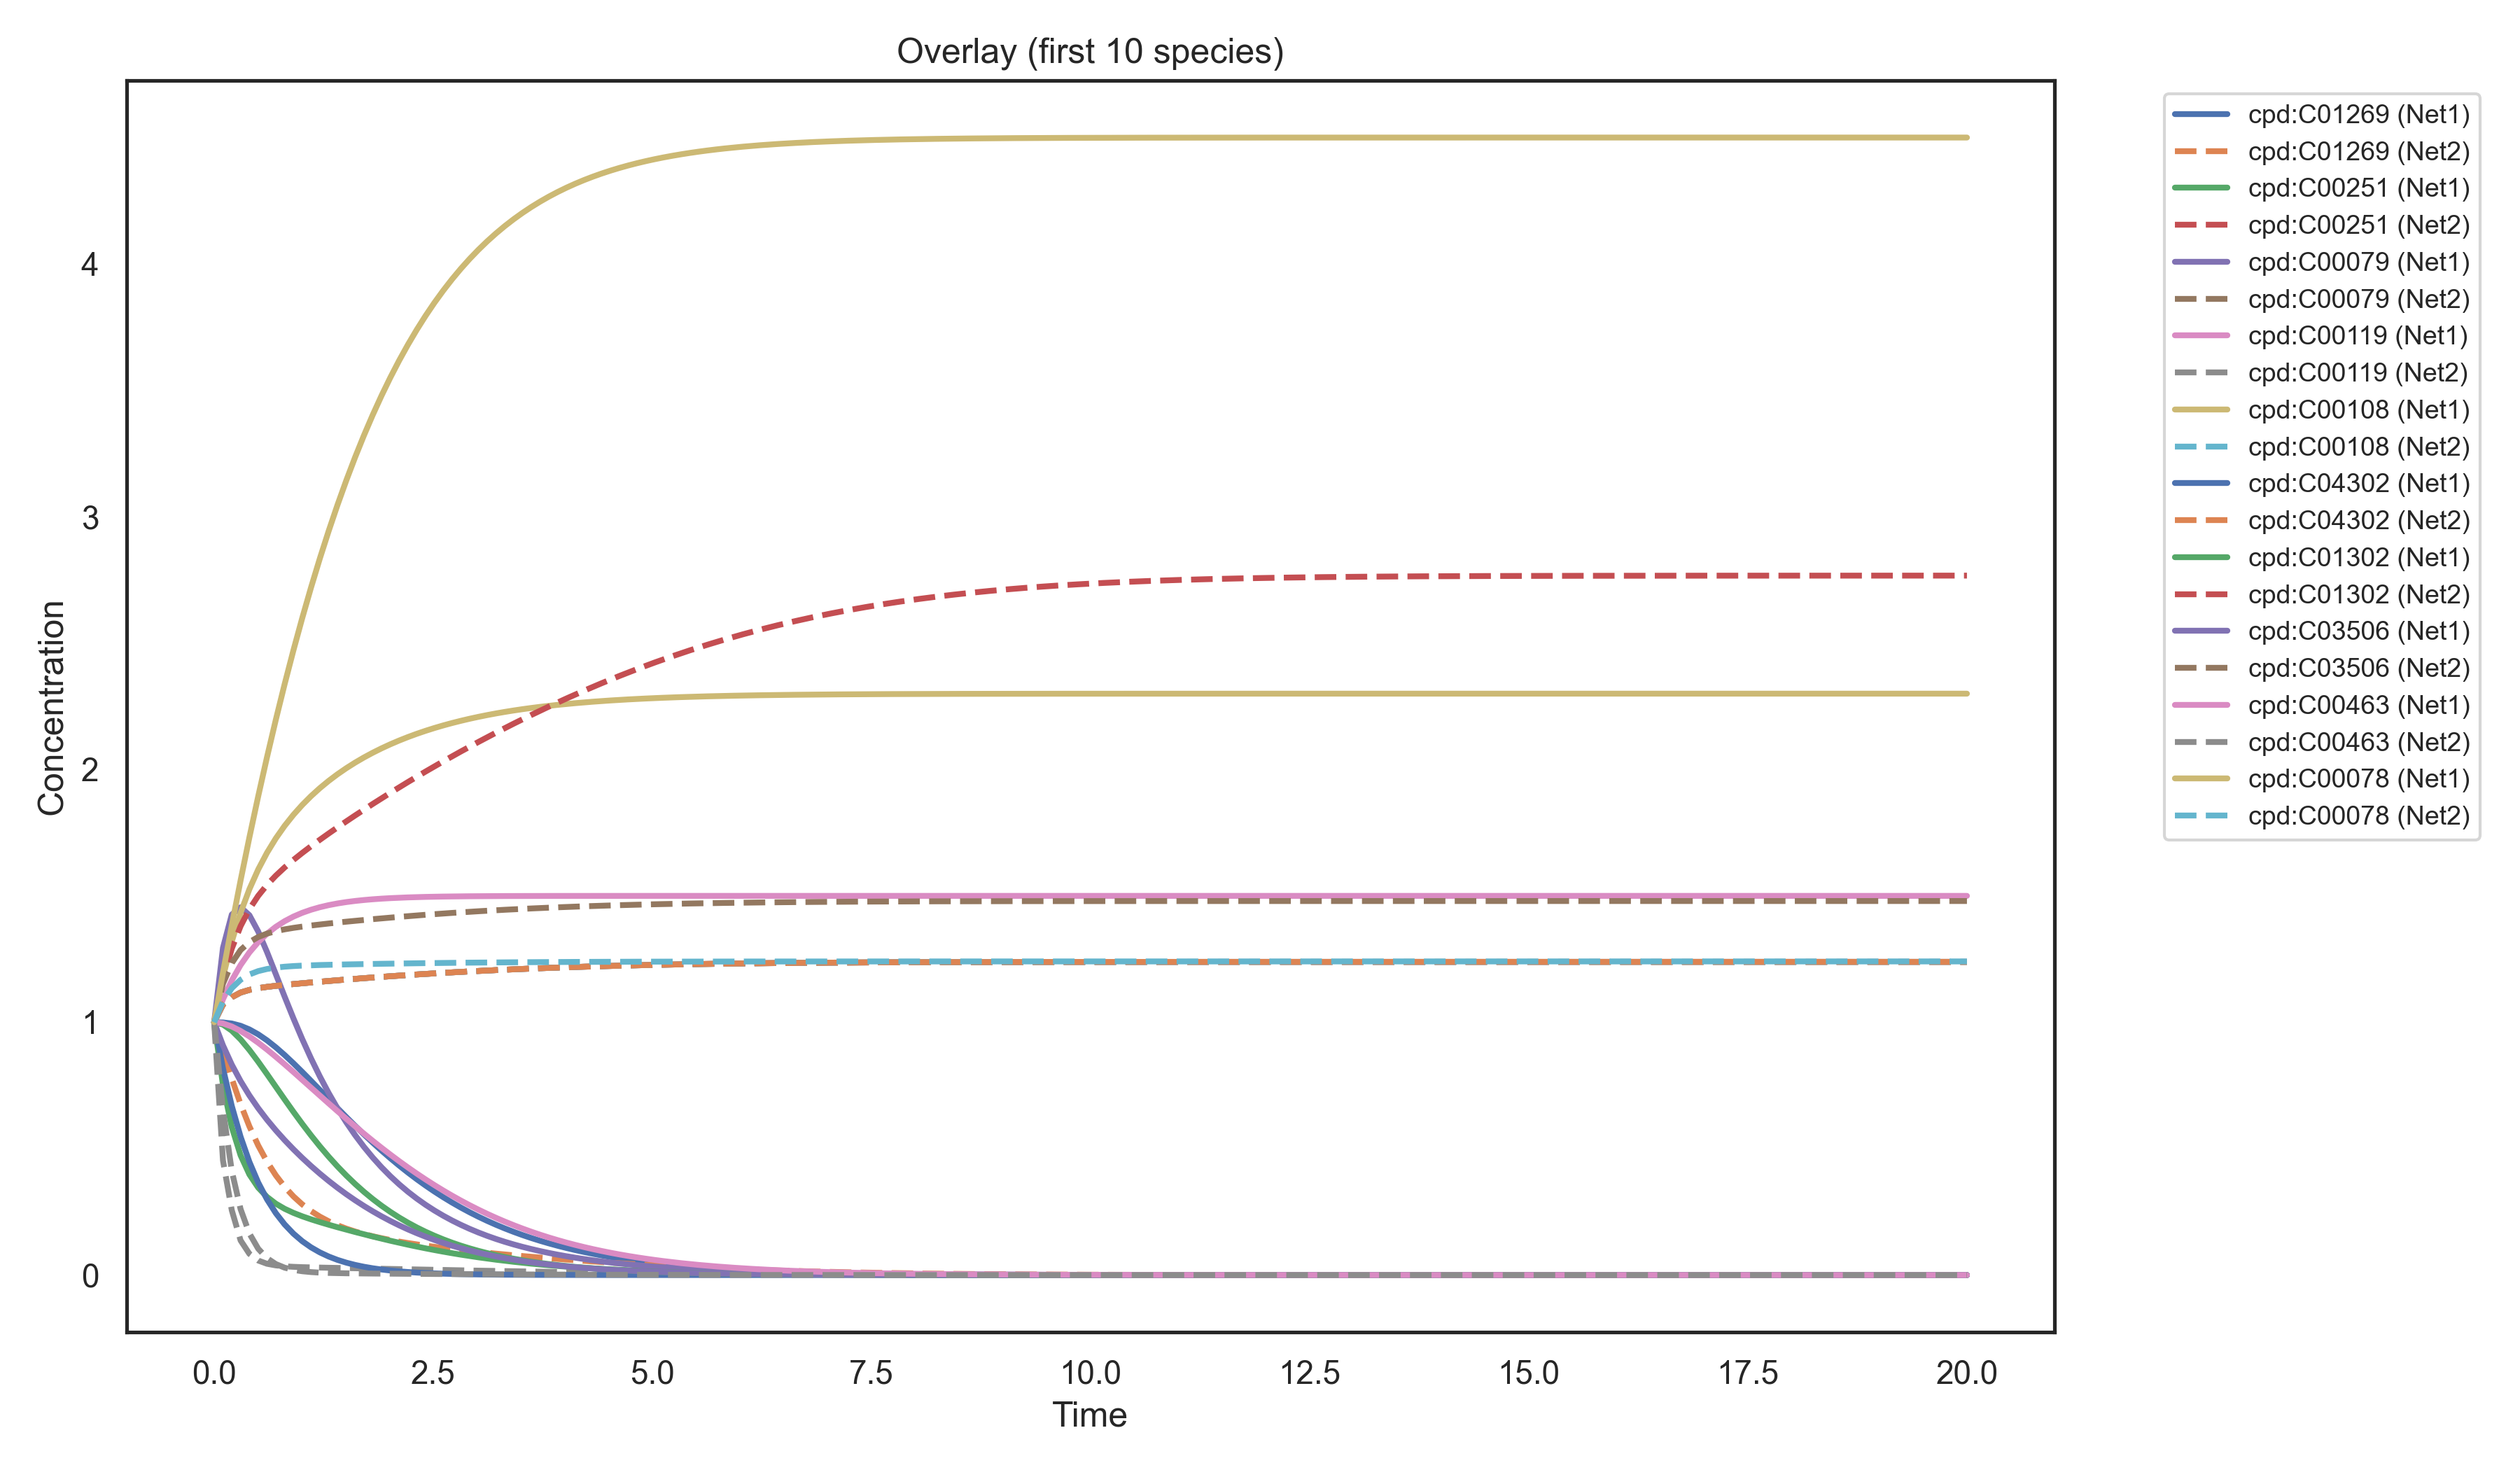 Overlay (first 10 species)
Concentration
4
3
2
1
0
0.0 2.5 5.0 7.5 10.0 12.5 15.0 17.5 20.0
Time
cpd:C01269 (Net1)
cpd:C01269 (Net2)
cpd:C00251 (Net1)
cpd:C00251 (Net2)
cpd:C00079 (Net1)
cpd:C00079 (Net2)
cpd:C00119 (Net1)
cpd:C00119 (Net2)
cpd:C00108 (Net1)
cpd:C00108 (Net2)
cpd:C04302 (Net1)
cpd:C04302 (Net2)
cpd:C01302 (Net1)
cpd:C01302 (Net2)
cpd:C03506 (Net1)
cpd:C03506 (Net2)
cpd:C00463 (Net1)
cpd:C00463 (Net2)
cpd:C00078 (Net1)
cpd:C00078 (Net2)